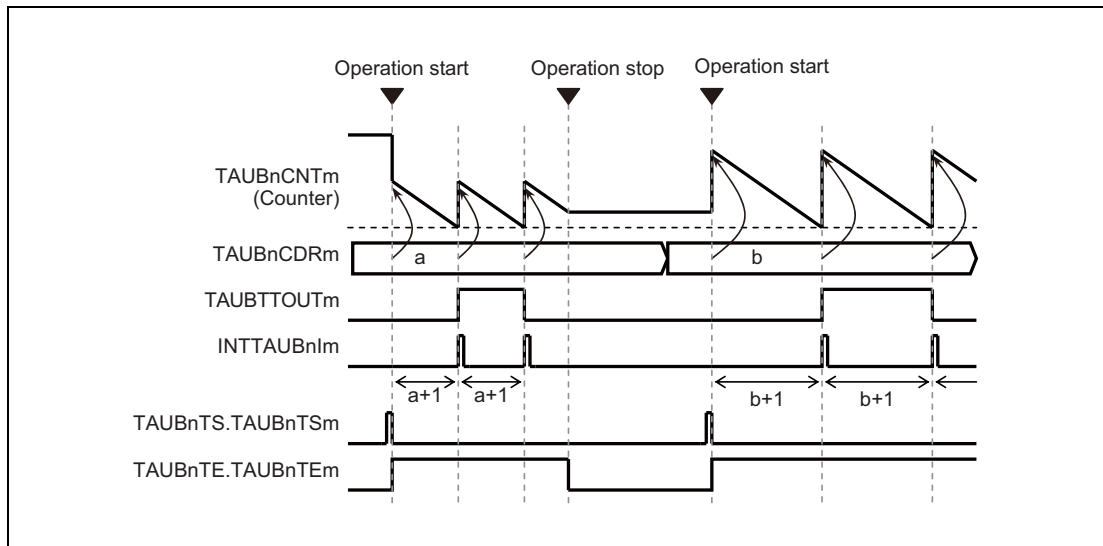 Operation start Operation stop Operation start
TAUBnCNTm
(Counter)
TAUBnCDRm a b
TAUBTTOUTm
INTTAUBnIm
a+1 a+1 b+1 b+1
TAUBnTS.TAUBnTSm
TAUBnTE.TAUBnTEm